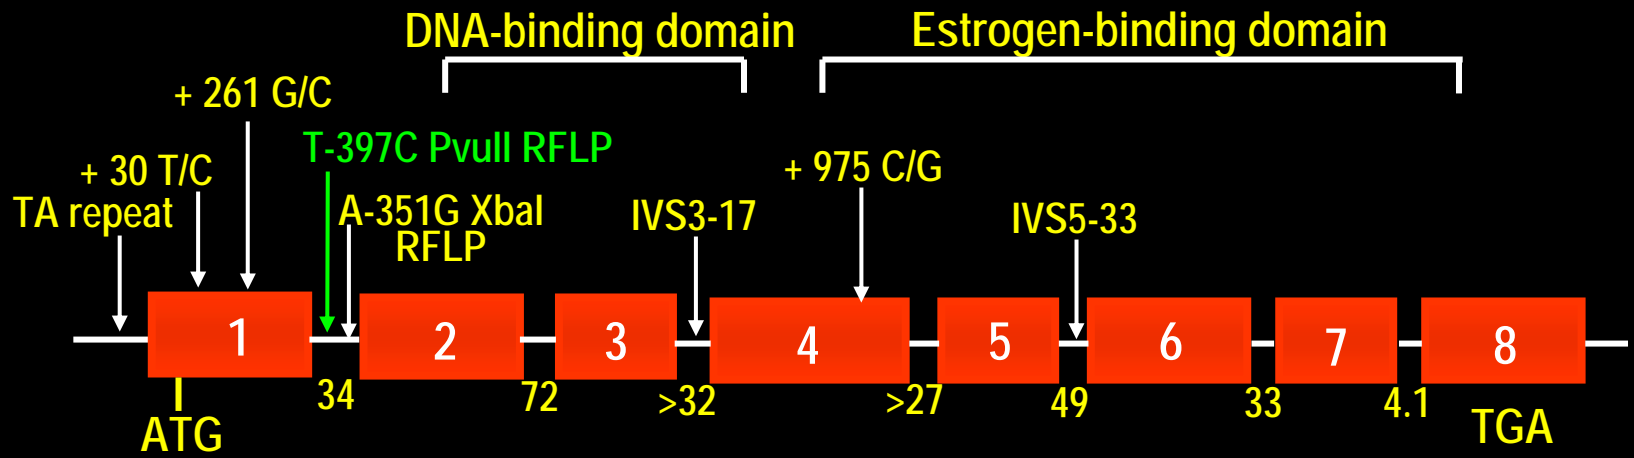 DNA-binding domain
Estrogen-binding domain
+ 261 G/C
T-397C PvuII RFLP
+ 30 T/C
+ 975 C/G
TA repeat
A-351G XbaI
RFLP
IVS3-17
IVS5-33
1
2
3
4
5
6
7
8
34
72
>32
>27
49
33
4.1
ATG
TGA